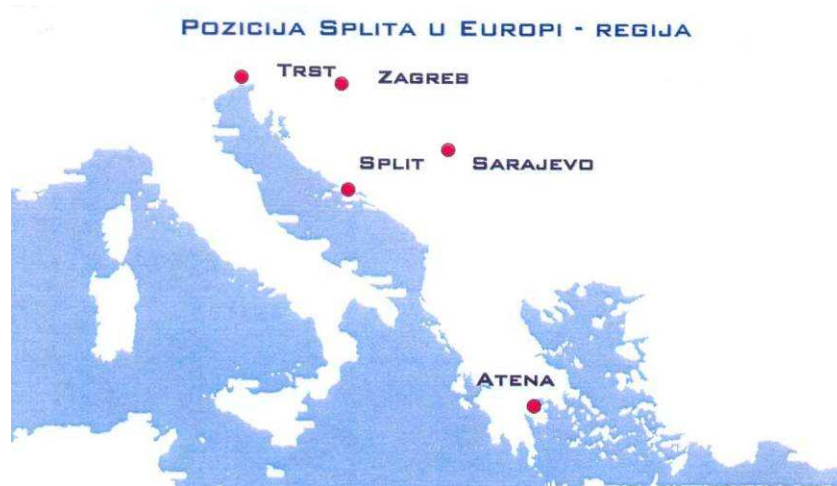 POZICIJA SPLITA U EUROPI - REGIJA
TRST
ZAGREB
SPLIT
SARAJEVO
ATENA